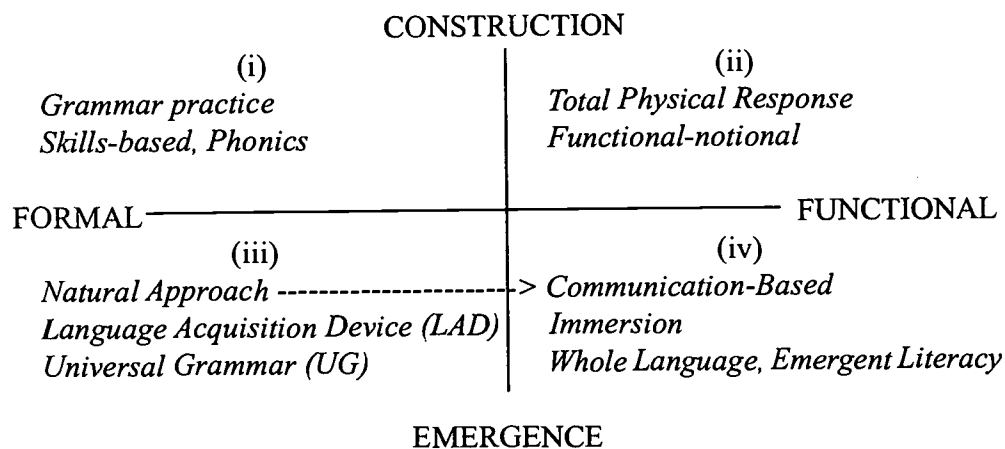 CONSTRUCTION
(i)
Grammar practice
Skills-based, Phonics
(ii)
Total Physical Response
Functional-notional
FORMAL
FUNCTIONAL
(iii)
Natural Approach
Language Acquisition Device (LAD)
Universal Grammar (UG)
(iv)
Communication-Based
Immersion
Whole Language, Emergent Literacy
EMERGENCE